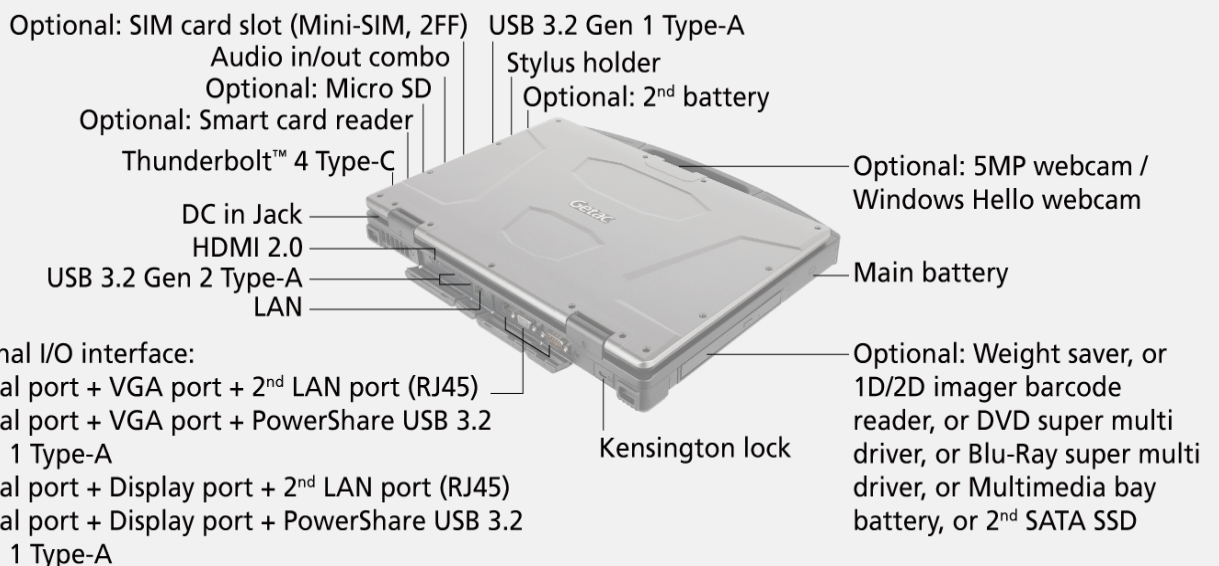 Optional: SIM card slot (Mini-SIM, 2FF)
USB 3.2 Gen 1 Type-A
Audio in/out combo
Stylus holder
Optional: Micro SD
Optional: 2nd battery
Optional: Smart card reader
Thunderbolt™ 4 Type-C
Optional: 5MP webcam /
Windows Hello webcam
DC in Jack
HDMI 2.0
USB 3.2 Gen 2 Type-A
LAN
Getac
Main battery
nal I/O interface:
al port + VGA port + 2nd LAN port (RJ45)
al port + VGA port + PowerShare USB 3.2
1 Type-A
al port + Display port + 2nd LAN port (RJ45)
al port + Display port + PowerShare USB 3.2
1 Type-A
Kensington lock
Optional: Weight saver, or
1D/2D imager barcode
reader, or DVD super multi
driver, or Blu-Ray super multi
driver, or Multimedia bay
battery, or 2nd SATA SSD